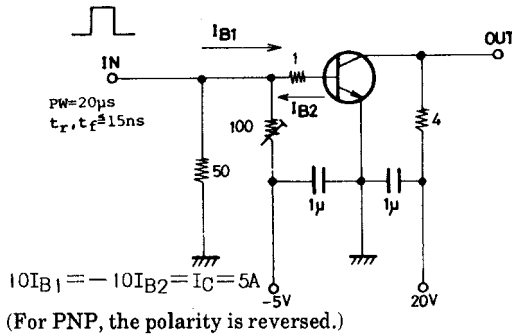 IB1
IN
OUT
1
PW=20μs
tr,tf≦15ns
IB2
100
4
50
1μ
1μ
10IB1=-10IB2=IC=5A
-5V
20V
(For PNP, the polarity is reversed.)